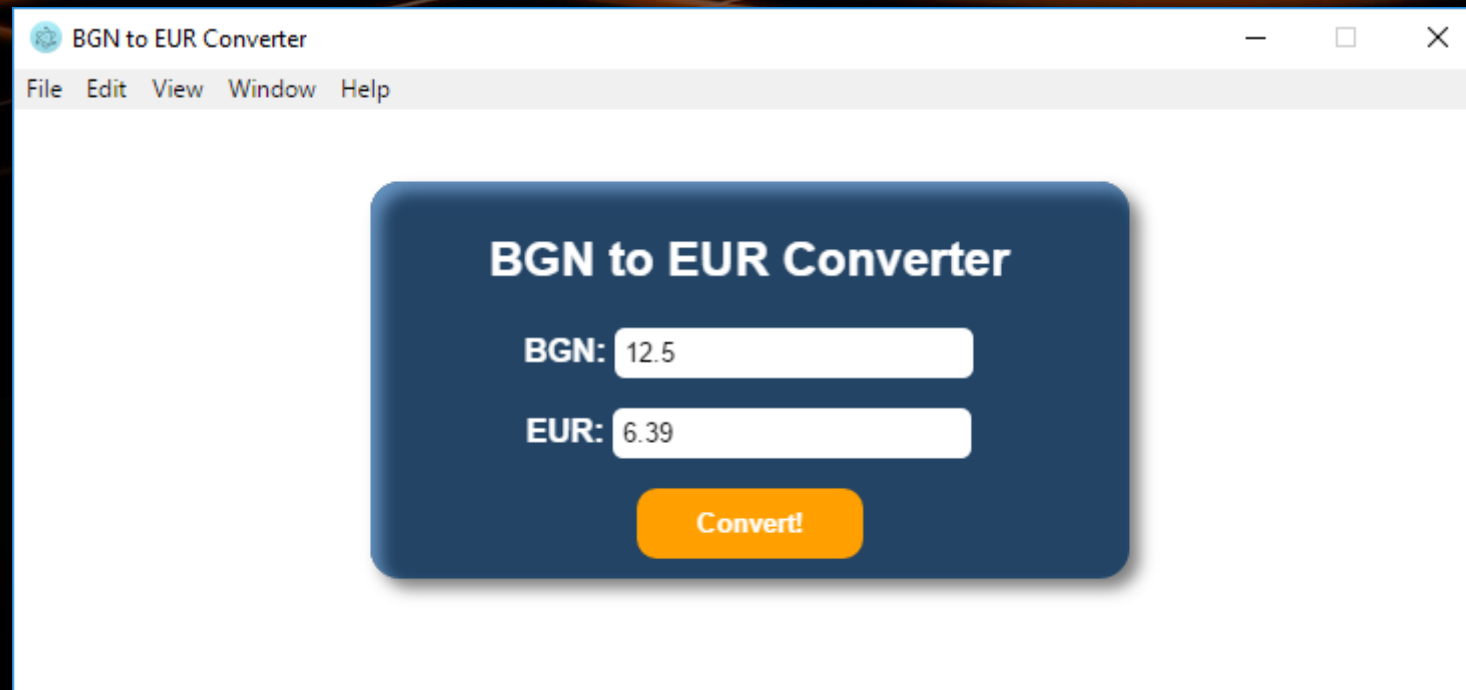 BGN to EUR Converter
File Edit View Window Help
BGN to EUR Converter
BGN: 12.5
EUR: 6.39
Convert!